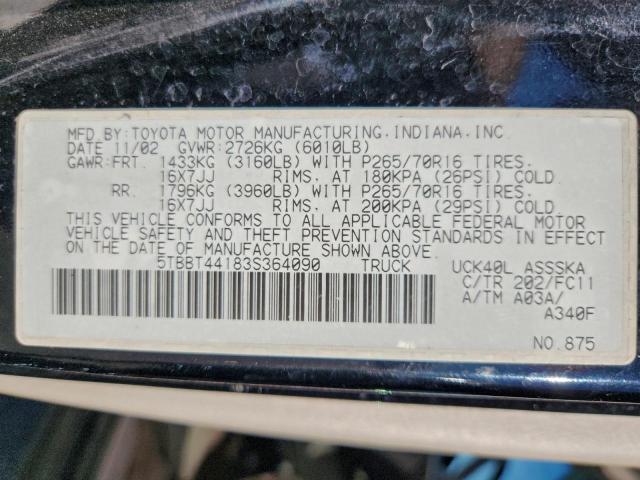 MFD.BY:TOYOTA MOTOR MANUFACTURING, INDIANA, INC
DATE 11/02 GVWR:2726KG (6010LB)
GAWR:FRT. 1433KG (3160LB) WITH P265/70R16 TIRES.
16X7JJ RIMS. AT 180KPA (26PSI) COLD
RR. 1796KG (3960LB) WITH P265/70R16 TIRES.
16X7JJ RIMS. AT 200KPA (29PSI) COLD
THIS VEHICLE CONFORMS TO ALL APPLICABLE FEDERAL MOTOR
VEHICLE SAFETY AND THEFT PREVENTION STANDARDS IN EFFECT
ON THE DATE OF MANUFACTURE SHOWN ABOVE.
5TBBT44183S364090 TRUCK UCK40L ASSSKA
C/TR 202/FC11
A/TM A03A/
A340F
NO.875